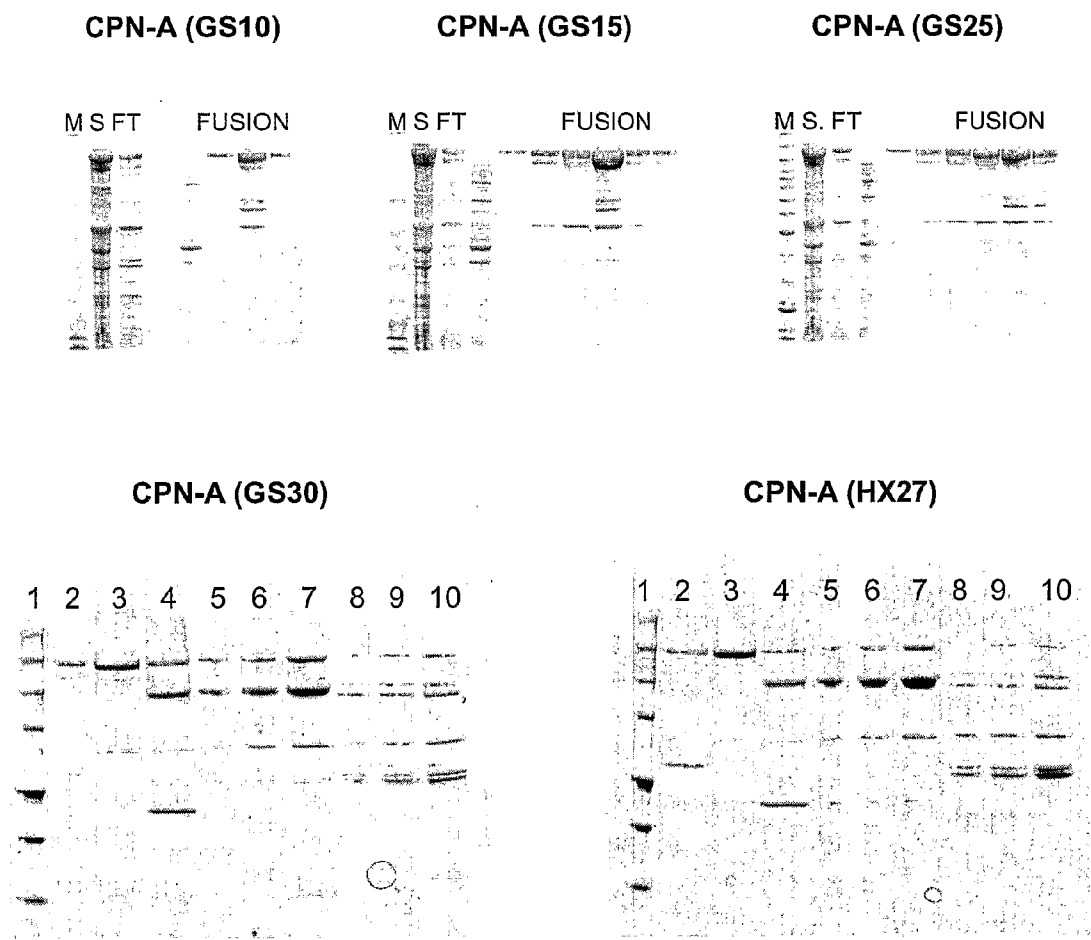 CPN-A (GS10) CPN-A (GS15) CPN-A (GS25)
M S FT FUSION M S FT FUSION M S. FT FUSION
CPN-A (GS30) CPN-A (HX27)
1 2 3 4 5 6 7 8 9 10 1 2 3 4 5 6 7 8 9 10